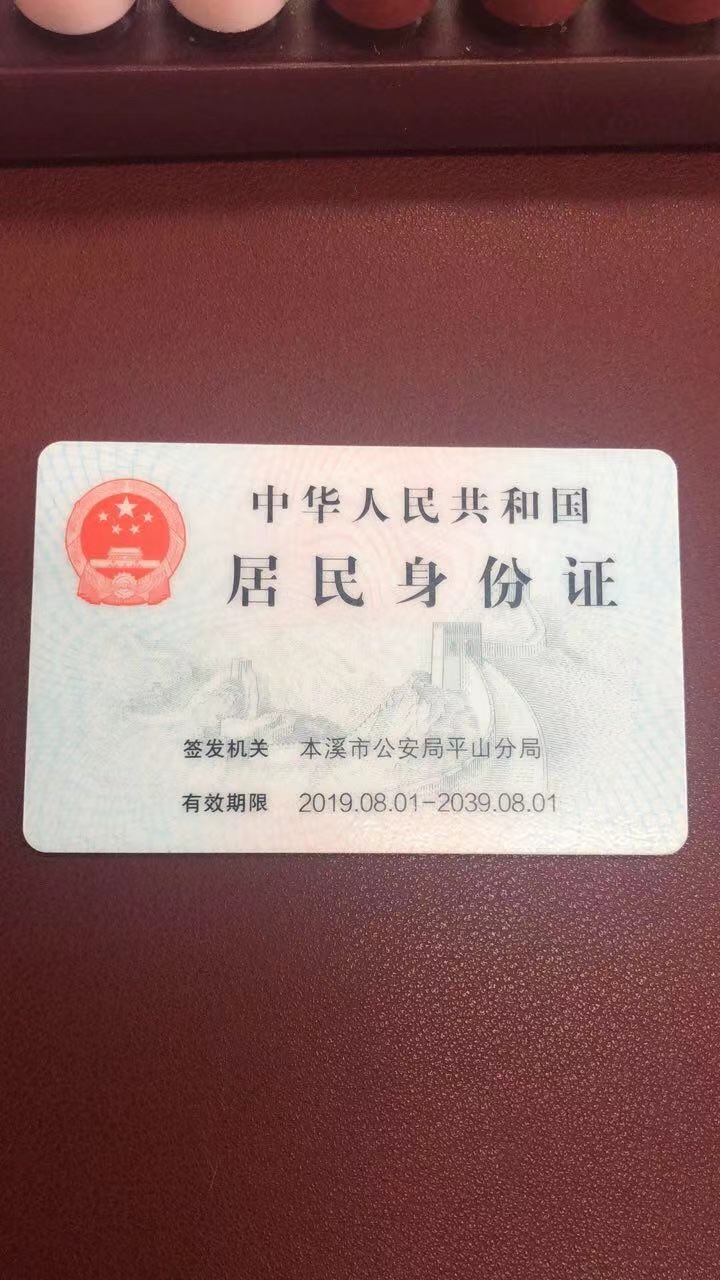 中华人民共和国
居民身份证
签发机关 本溪市公安局平山分局
有效期限 2019.08.01-2039.08.01